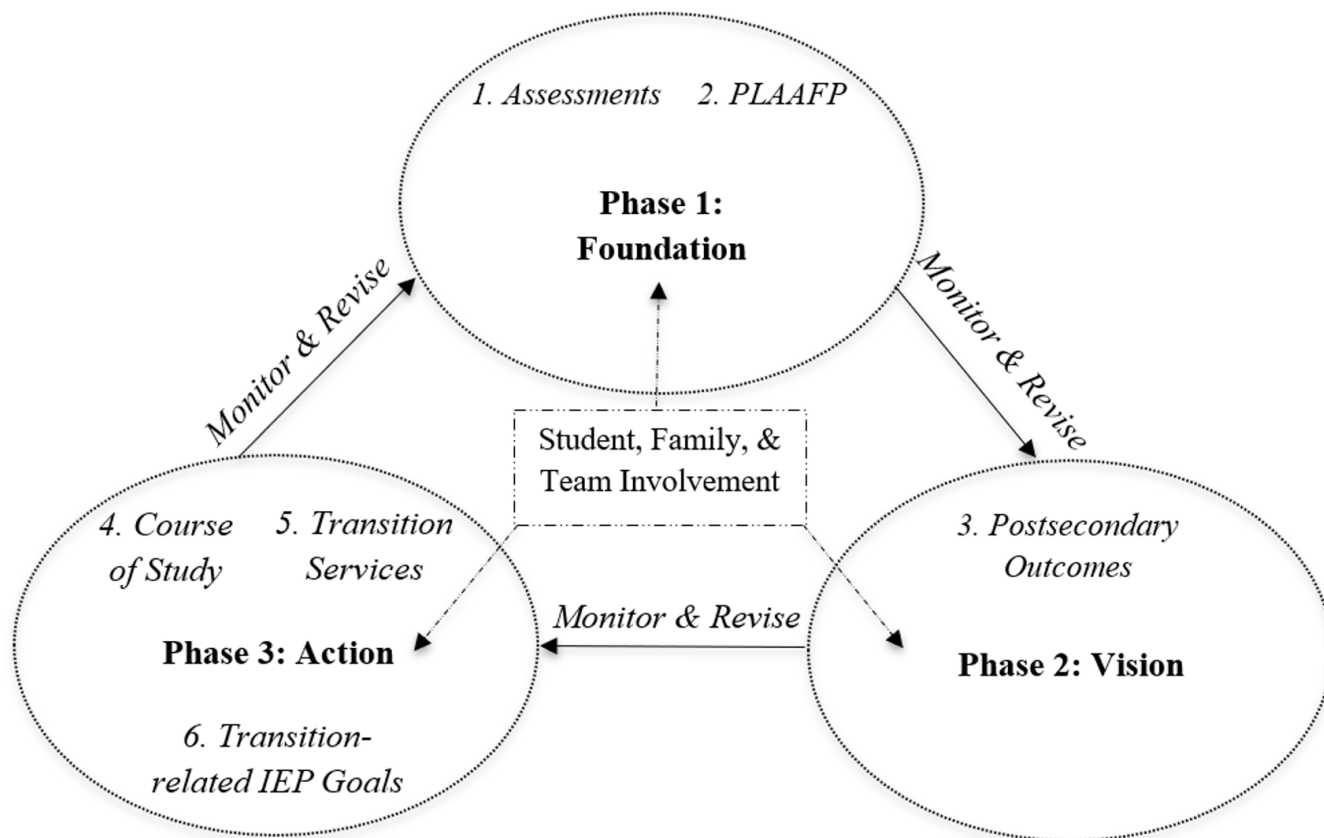 1. Assessments 2. PLAAFP
Phase 1:
Foundation
Monitor & Revise
Monitor & Revise
Student, Family, &
Team Involvement
4. Course
of Study
5. Transition
Services
Phase 3: Action
6. Transition-
related IEP Goals
Monitor & Revise
3. Postsecondary
Outcomes
Phase 2: Vision